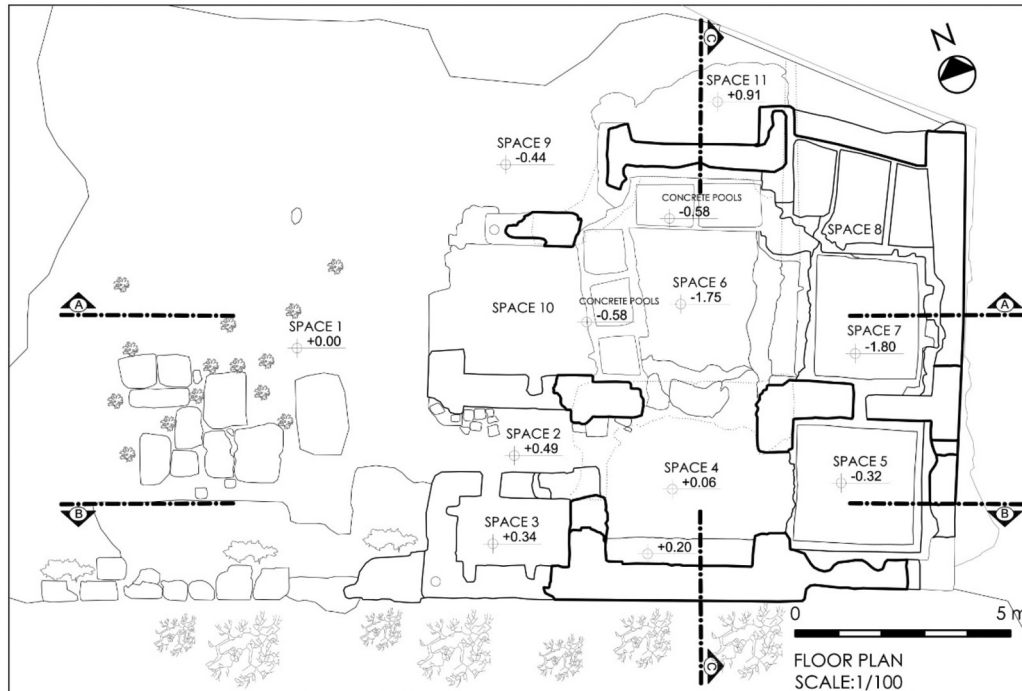 N
C
SPACE 11
+0.91
SPACE 9
-0.44
CONCRETE POOLS
-0.58
SPACE 8
SPACE 6
-1.75
SPACE 10
CONCRETE POOLS
-0.58
A
A
SPACE 1
+0.00
SPACE 7
-1.80
SPACE 2
+0.49
SPACE 4
+0.06
SPACE 5
-0.32
B
B
SPACE 3
+0.34
+0.20
0 5 m
C
FLOOR PLAN
SCALE:1/100